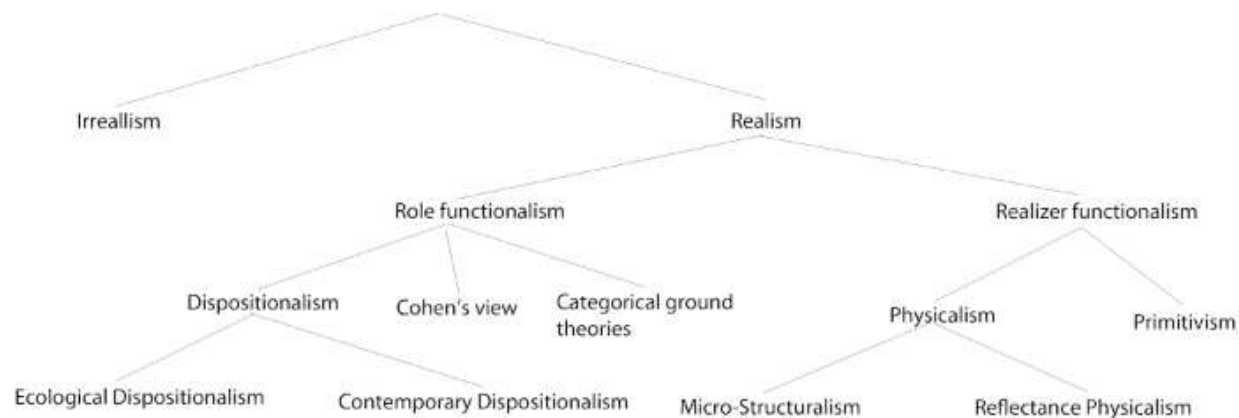 Irreallism
Realism
Role functionalism
Realizer functionalism
Dispositionalism
Cohen's view
Categorical ground
theories
Physicalism
Primitivism
Ecological Dispositionalism
Contemporary Dispositionalism
Micro-Structuralism
Reflectance Physicalism